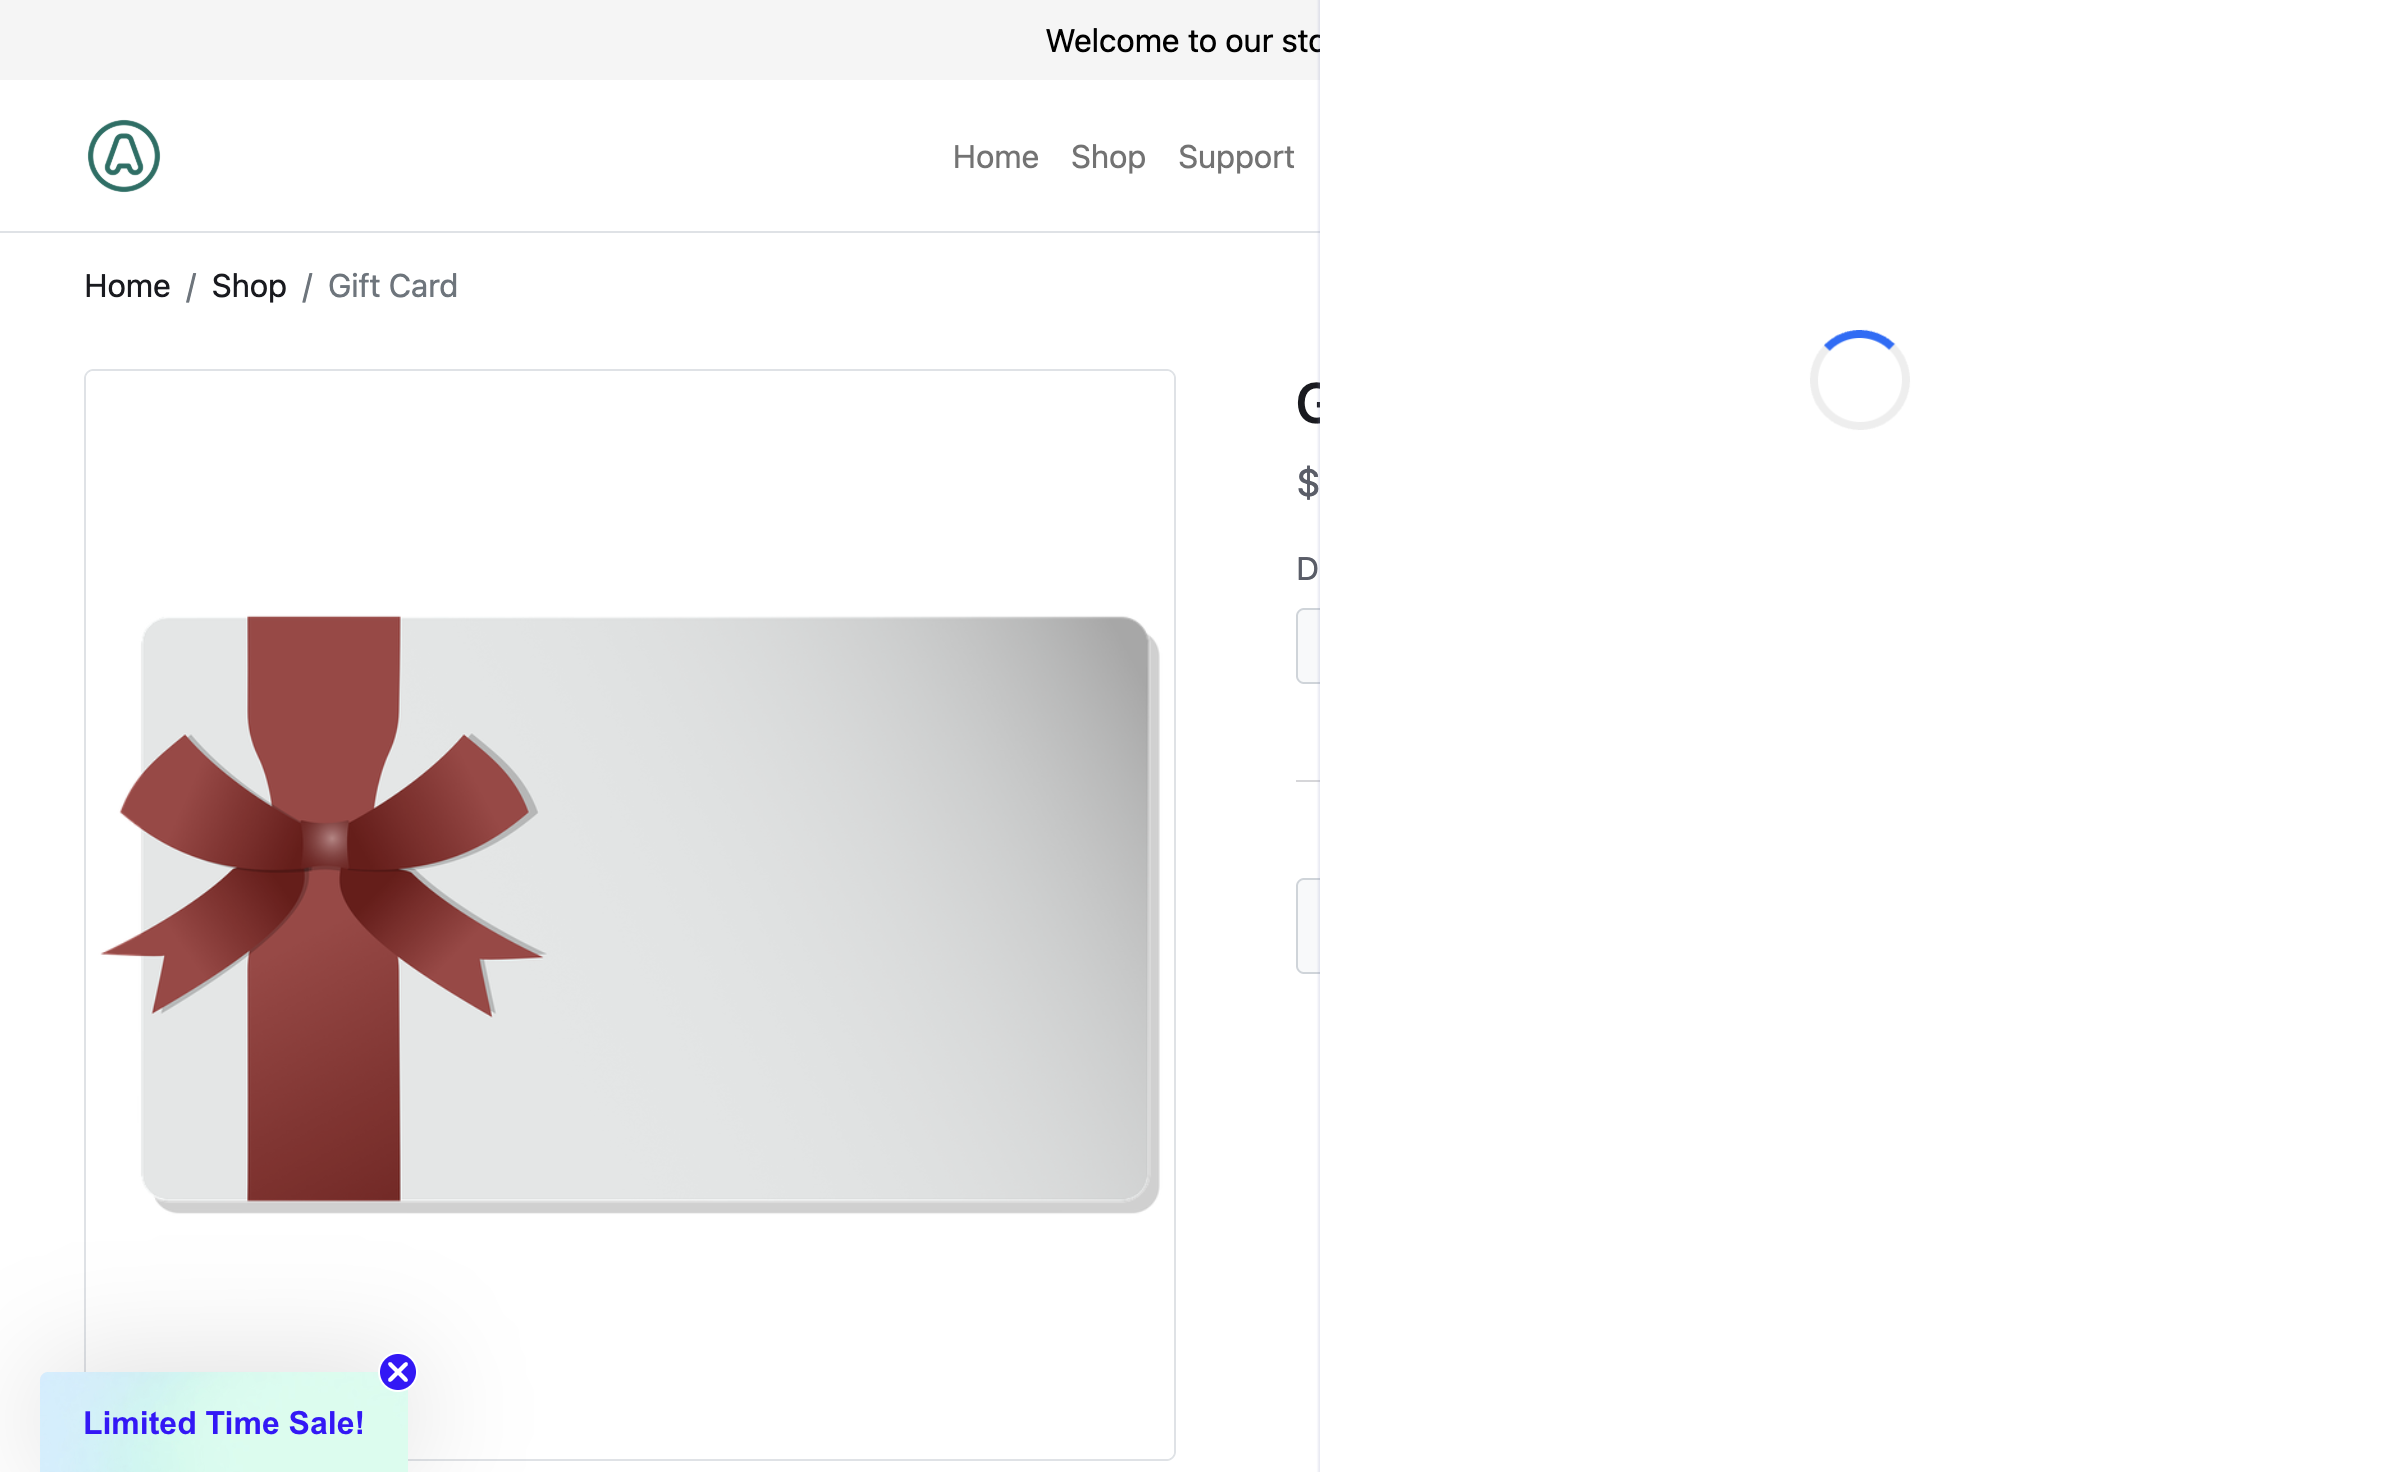 Welcome to our sto
Home Shop Support
Home / Shop / Gift Card
G
$
D
Limited Time Sale!